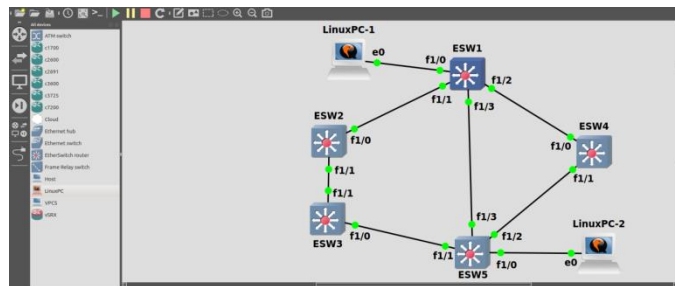 All devices
ATM switch
c1700
c2600
c2691
c3600
c3725
c7200
Cloud
Ethernet hub
Ethernet switch
EtherSwitch router
Frame Relay switch
Host
LinuxPC
VPCS
vSRX
LinuxPC-1
e0
f1/0
ESW1
f1/2
f1/1
f1/3
ESW2
f1/0
ESW4
f1/0
f1/1
f1/1
f1/1
ESW3
f1/0
f1/3
f1/2
LinuxPC-2
f1/1
f1/0
e0
ESW5